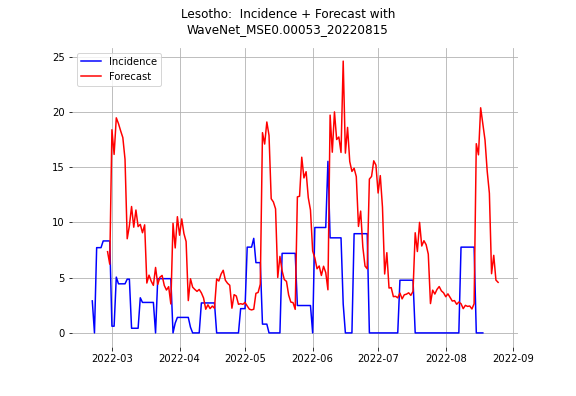 Lesotho:  Incidence + Forecast with
WaveNet_MSE0.00053_20220815
Incidence
Forecast
25
20
15
10
5
0
2022-03 2022-04 2022-05 2022-06 2022-07 2022-08 2022-09